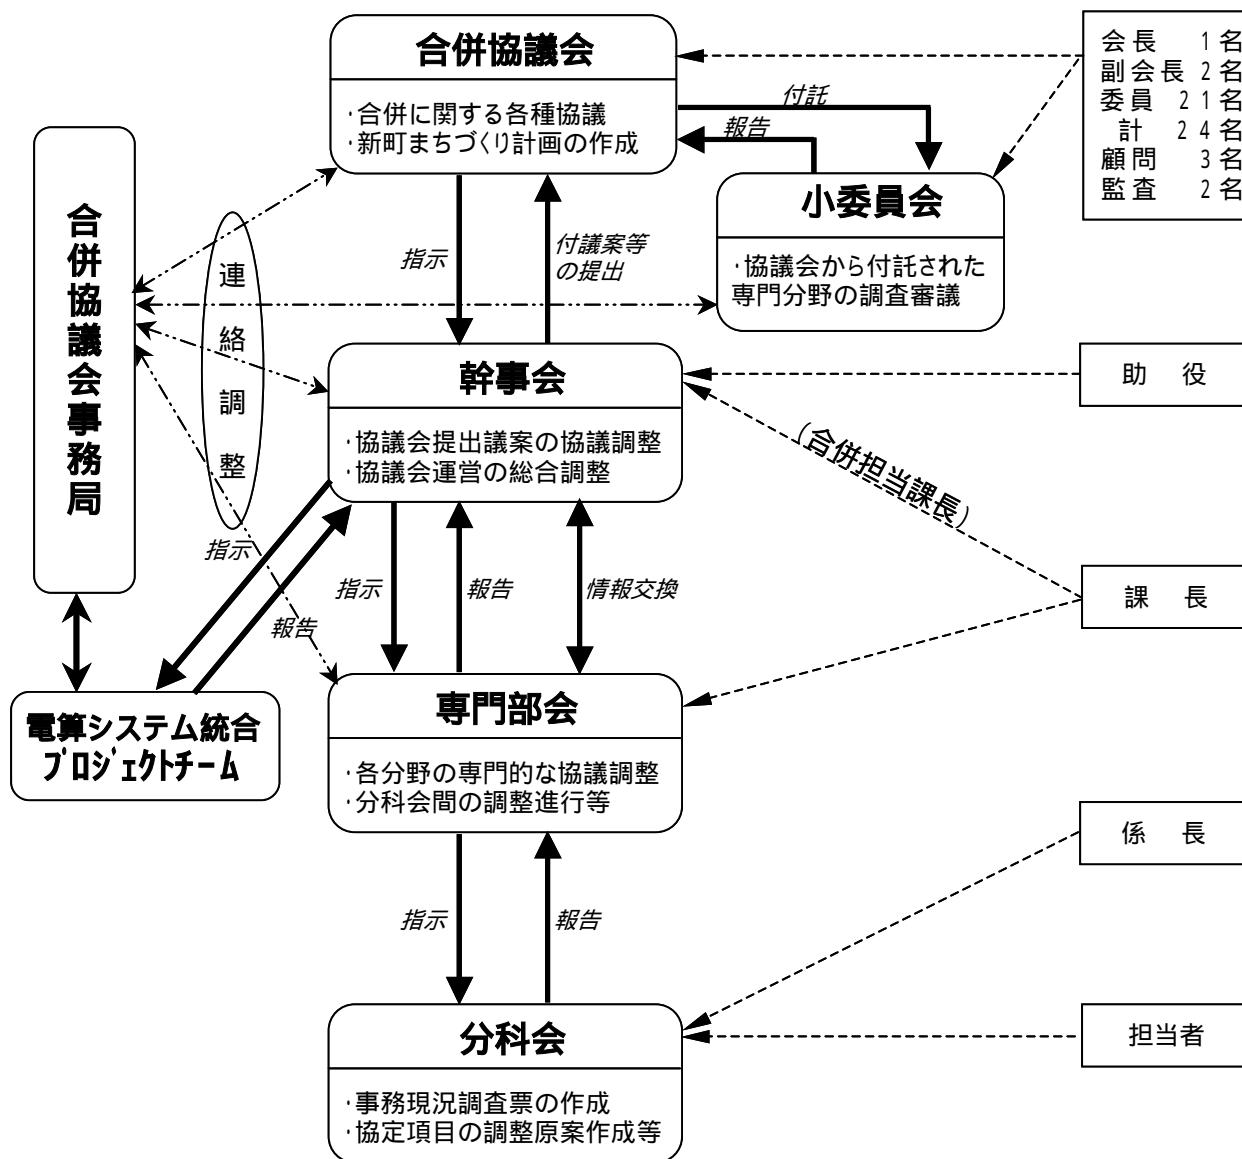 合併協議会
・合併に関する各種協議
・新町まちづくり計画の作成
会長 1名
副会長 2名
委員 21名
計 24名
顧問 3名
監査 2名
付託
報告
小委員会
・協議会から付託された
専門分野の調査審議
合併協議会事務局
連絡調整
指示
付議案等
の提出
幹事会
・協議会提出議案の協議調整
・協議会運営の総合調整
助 役
(合併担当課長)
課 長
指示
報告
指示
報告
情報交換
電算システム統合
プロジェクトチーム
専門部会
・各分野の専門的な協議調整
・分科会間の調整進行等
係 長
指示
報告
分科会
・事務現況調査票の作成
・協定項目の調整原案作成等
担当者